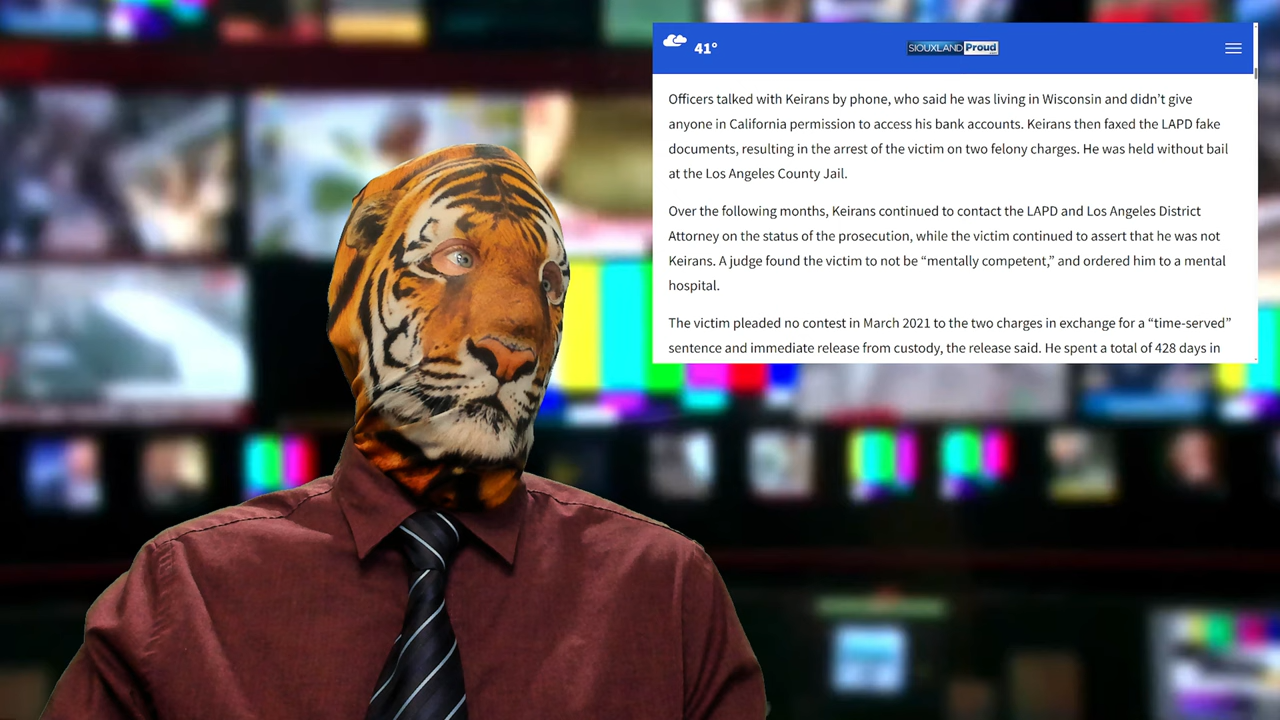 41°
SIOUXLAND Proud
Officers talked with Keirans by phone, who said he was living in Wisconsin and didn’t give
anyone in California permission to access his bank accounts. Keirans then faxed the LAPD fake
documents, resulting in the arrest of the victim on two felony charges. He was held without bail
at the Los Angeles County Jail.
Over the following months, Keirans continued to contact the LAPD and Los Angeles District
Attorney on the status of the prosecution, while the victim continued to assert that he was not
Keirans. A judge found the victim to not be “mentally competent,” and ordered him to a mental
hospital.
The victim pleaded no contest in March 2021 to the two charges in exchange for a “time-served”
sentence and immediate release from custody, the release said. He spent a total of 428 days in